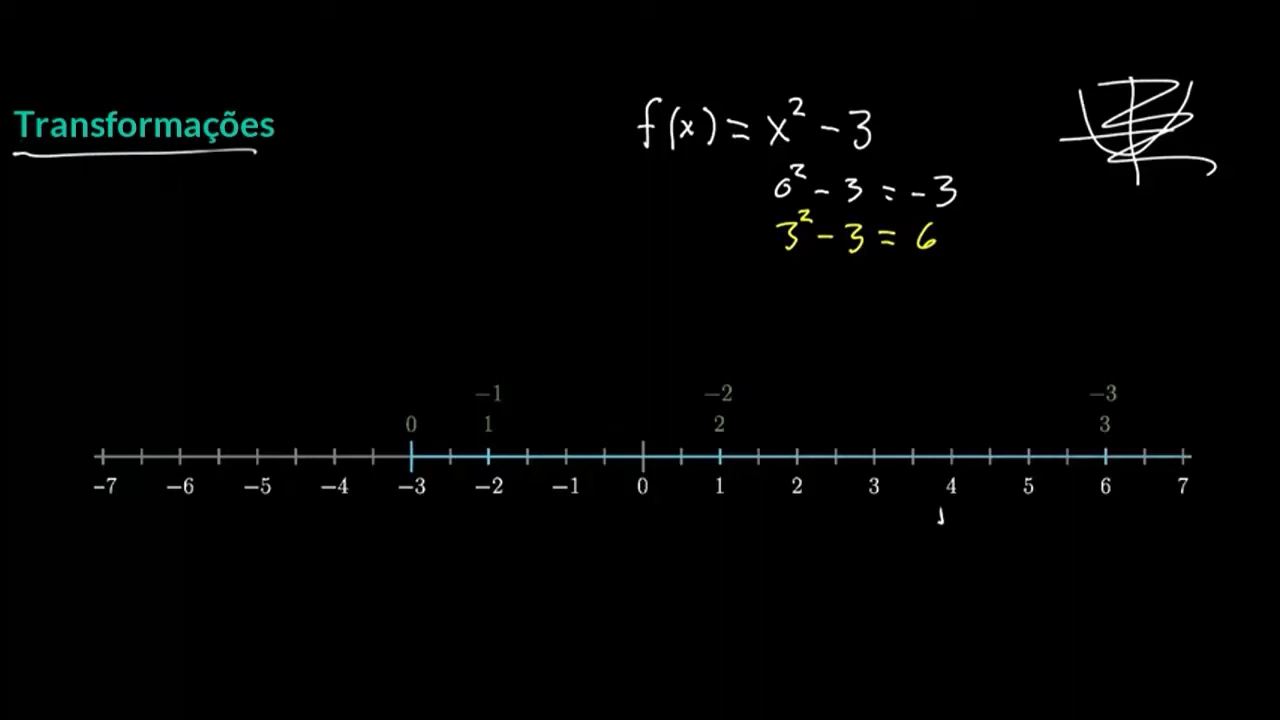 Transformações
f(x) = x² - 3
0² - 3 = -3
3² - 3 = 6
−1 −2 −3
0 1 2 3
−7 −6 −5 −4 −3 −2 −1 0 1 2 3 4 5 6 7